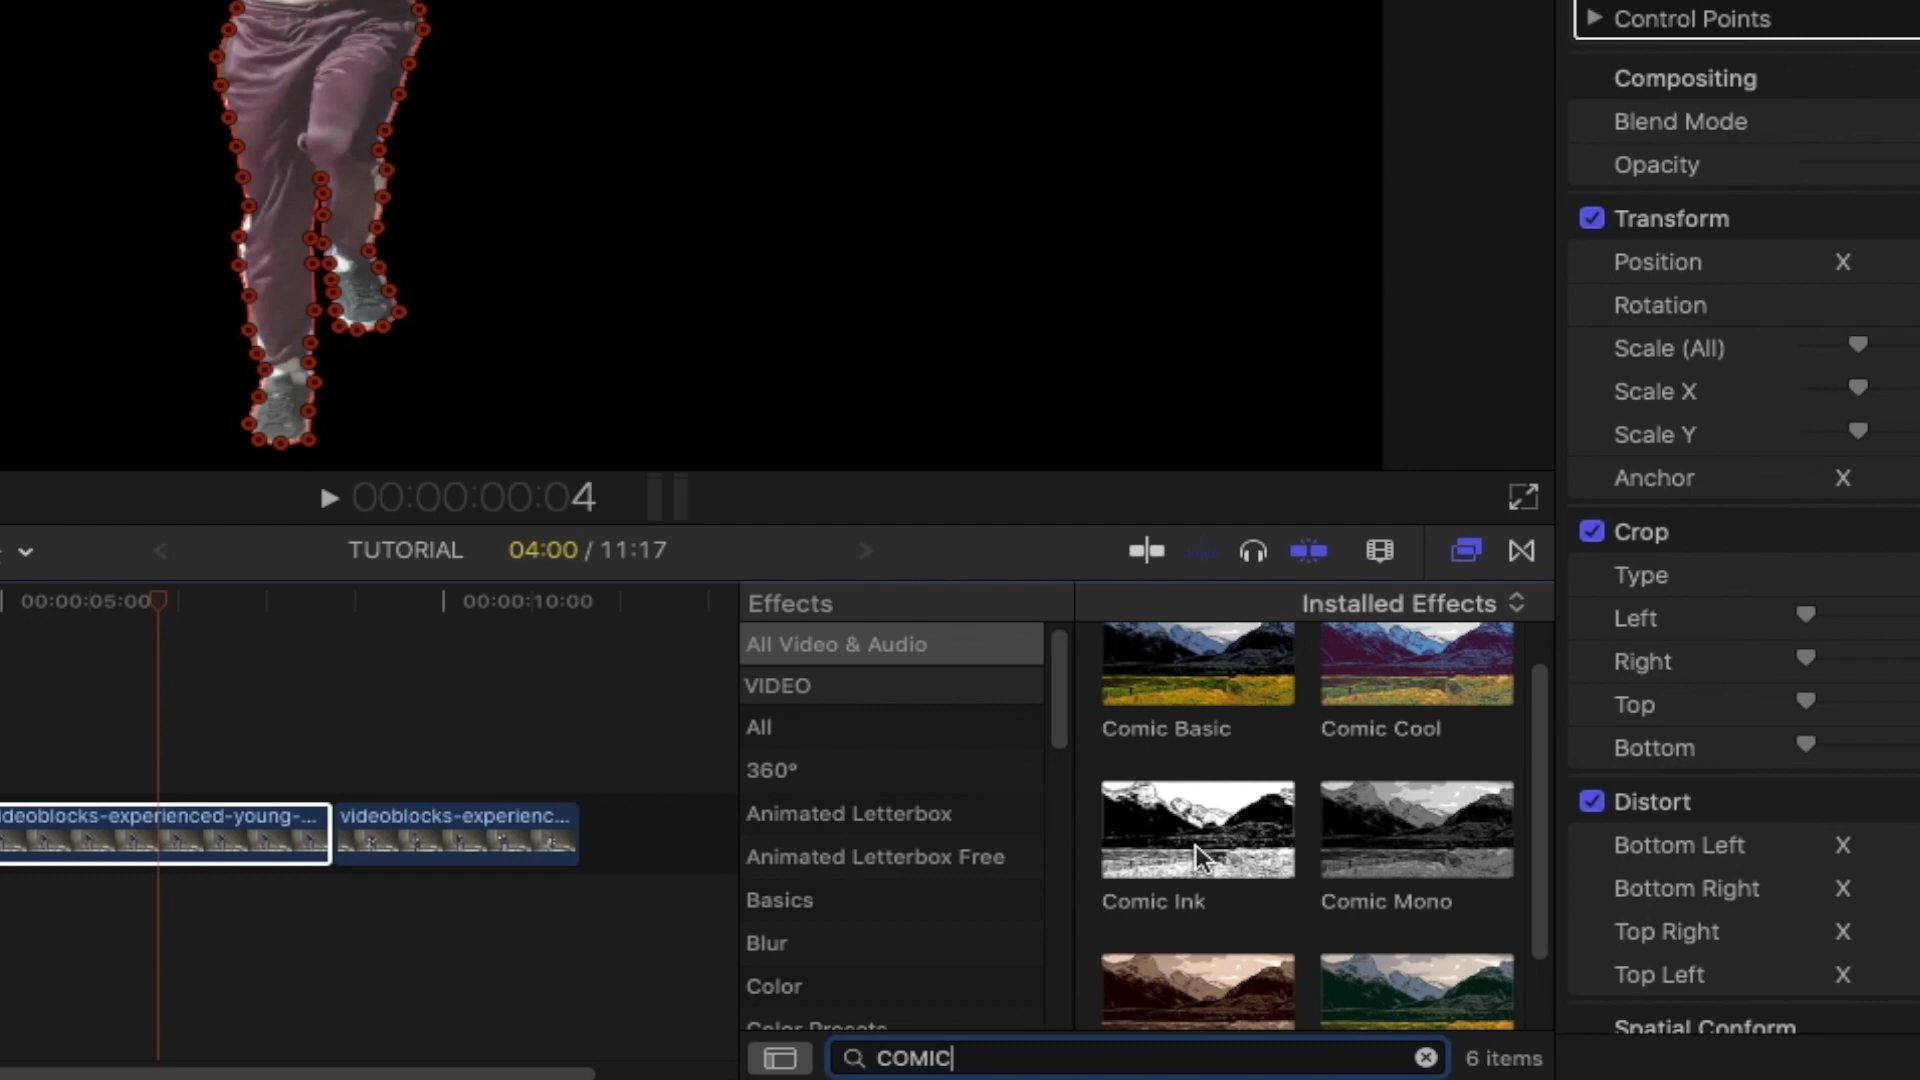 Control Points
Compositing
Blend Mode
Opacity
Transform
Position X
Rotation
Scale (All)
Scale X
Scale Y
Anchor X
Crop
Type
Left
Right
Top
Bottom
Distort
Bottom Left X
Bottom Right X
Top Right X
Top Left X
Spatial Conform
00:00:00:04
TUTORIAL 04:00 / 11:17
00:00:05:00 00:00:10:00
videoblocks-experienced-young-... videoblocks-experienc...
Effects
Installed Effects
All Video & Audio
VIDEO
All
360°
Animated Letterbox
Animated Letterbox Free
Basics
Blur
Color
Color Presets
Comic Basic Comic Cool
Comic Ink Comic Mono
COMIC
6 items